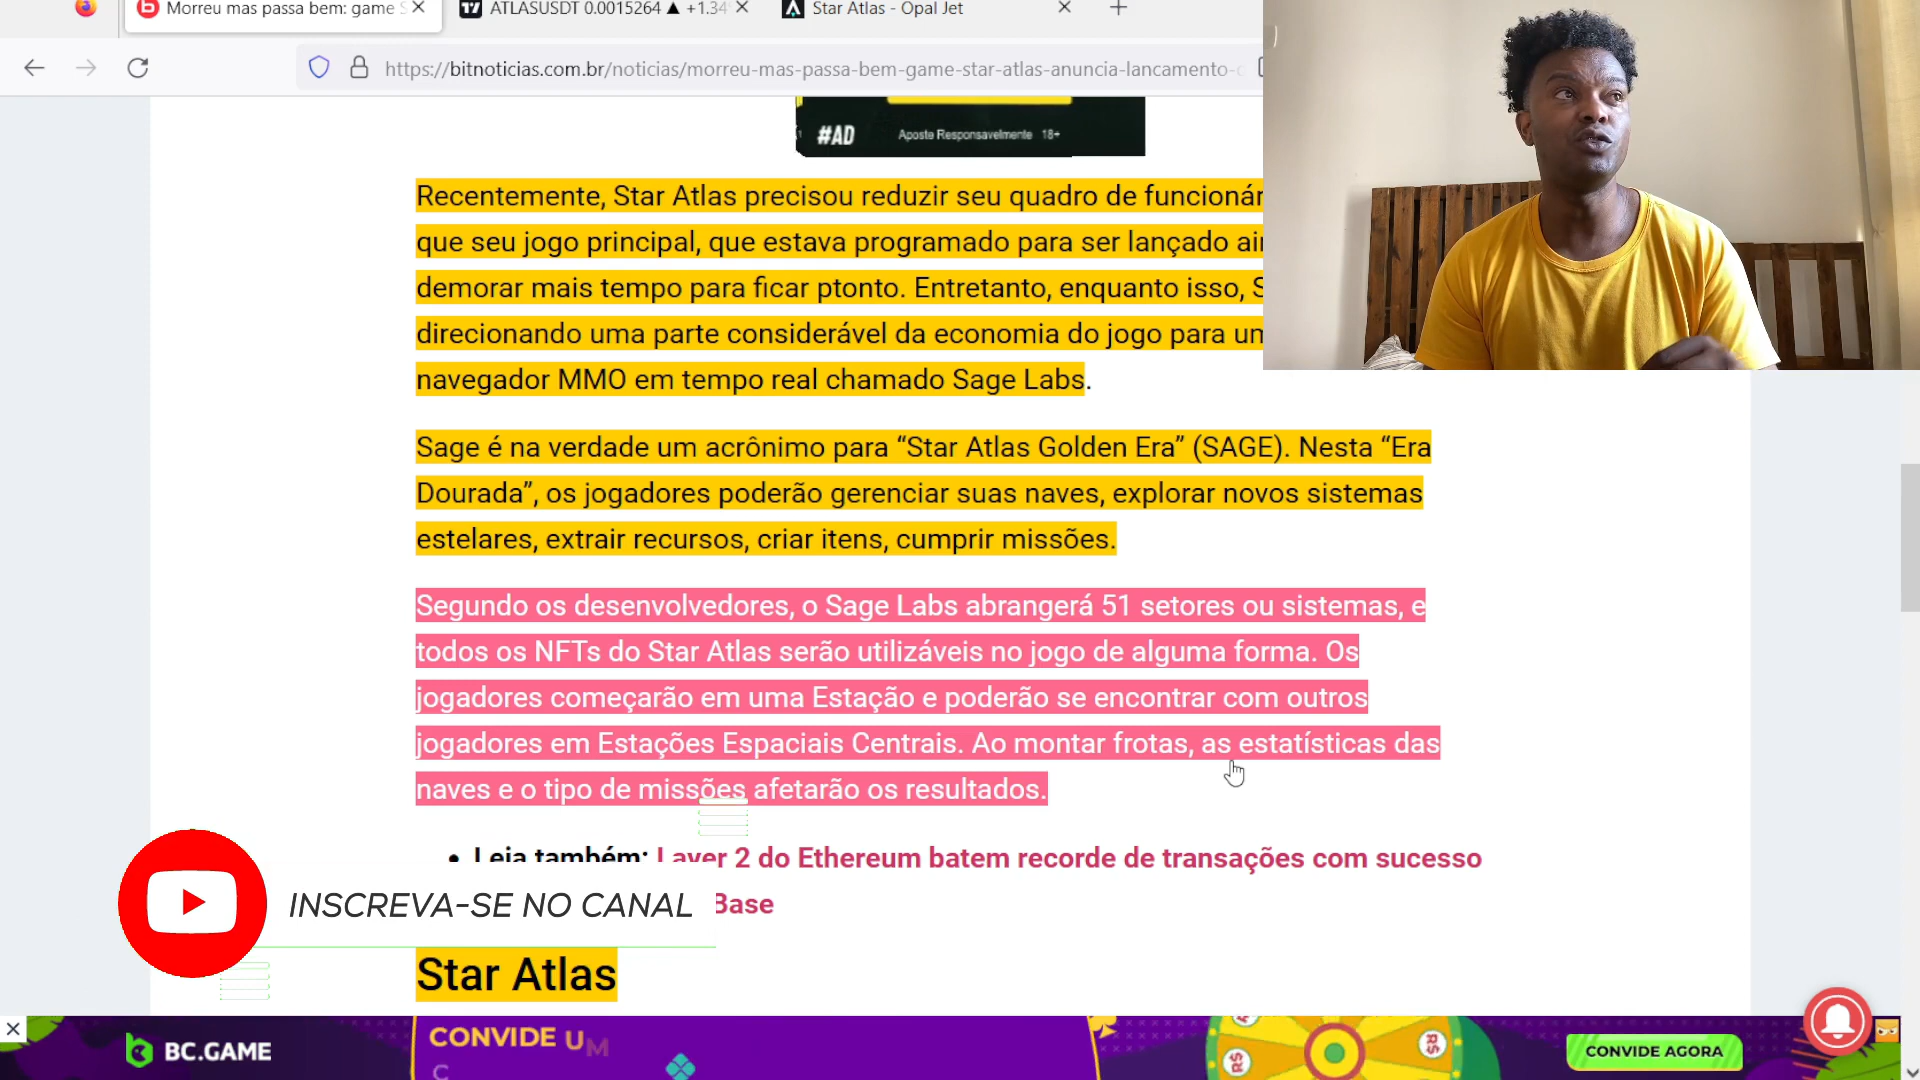 Morreu mas passa bem: game S
ATLASUSDT 0.0015264 ▲ +1.34
Star Atlas - Opal Jet
https://bitnoticias.com.br/noticias/morreu-mas-passa-bem-game-star-atlas-anuncia-lancamento-
#AD
Aposte Responsavelmente 18+
Recentemente, Star Atlas precisou reduzir seu quadro de funcionár
que seu jogo principal, que estava programado para ser lançado ai
demorar mais tempo para ficar ptonto. Entretanto, enquanto isso, S
direcionando uma parte considerável da economia do jogo para um
navegador MMO em tempo real chamado Sage Labs.
Sage é na verdade um acrônimo para “Star Atlas Golden Era” (SAGE). Nesta “Era
Dourada”, os jogadores poderão gerenciar suas naves, explorar novos sistemas
estelares, extrair recursos, criar itens, cumprir missões.
Segundo os desenvolvedores, o Sage Labs abrangerá 51 setores ou sistemas, e
todos os NFTs do Star Atlas serão utilizáveis no jogo de alguma forma. Os
jogadores começarão em uma Estação e poderão se encontrar com outros
jogadores em Estações Espaciais Centrais. Ao montar frotas, as estatísticas das
naves e o tipo de missões afetarão os resultados.
• Leia também: Layer 2 do Ethereum batem recorde de transações com sucesso
Base
INSCREVA-SE NO CANAL
Star Atlas
BC.GAME
CONVIDE UM
C
R$
R$
CONVIDE AGORA